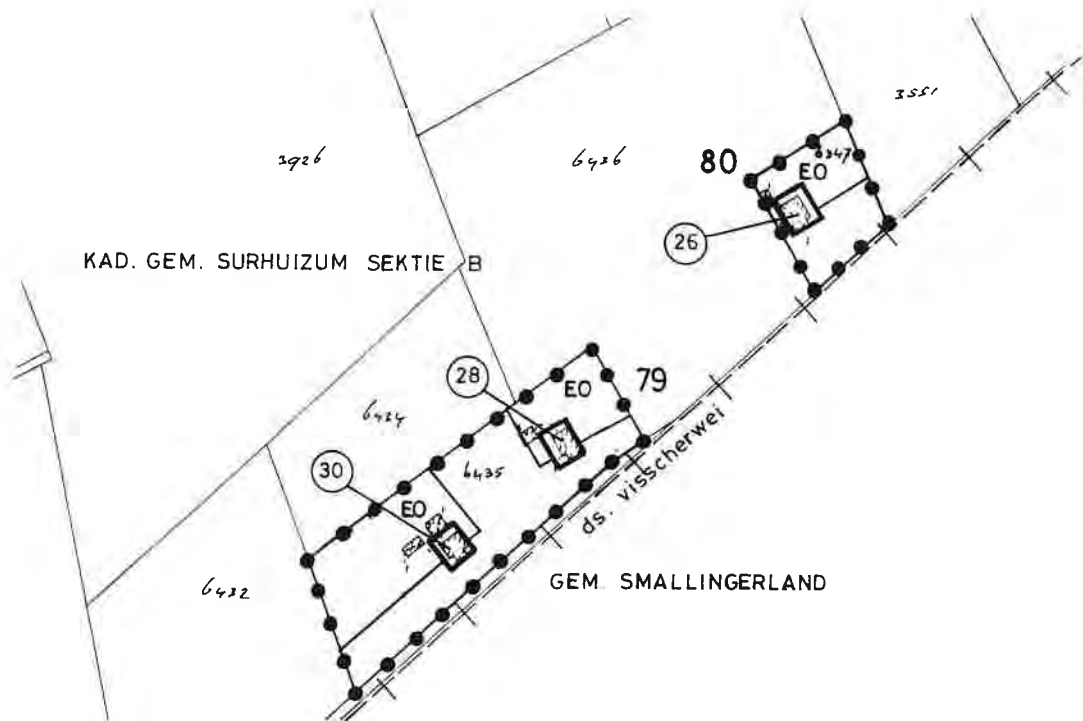 3551
6347
80
EO
3926
6436
26
KAD. GEM. SURHUIZUM SEKTIE B
28
EO
79
6434
30
6435
EO
ds. visscherwei
GEM. SMALLINGERLAND
6432